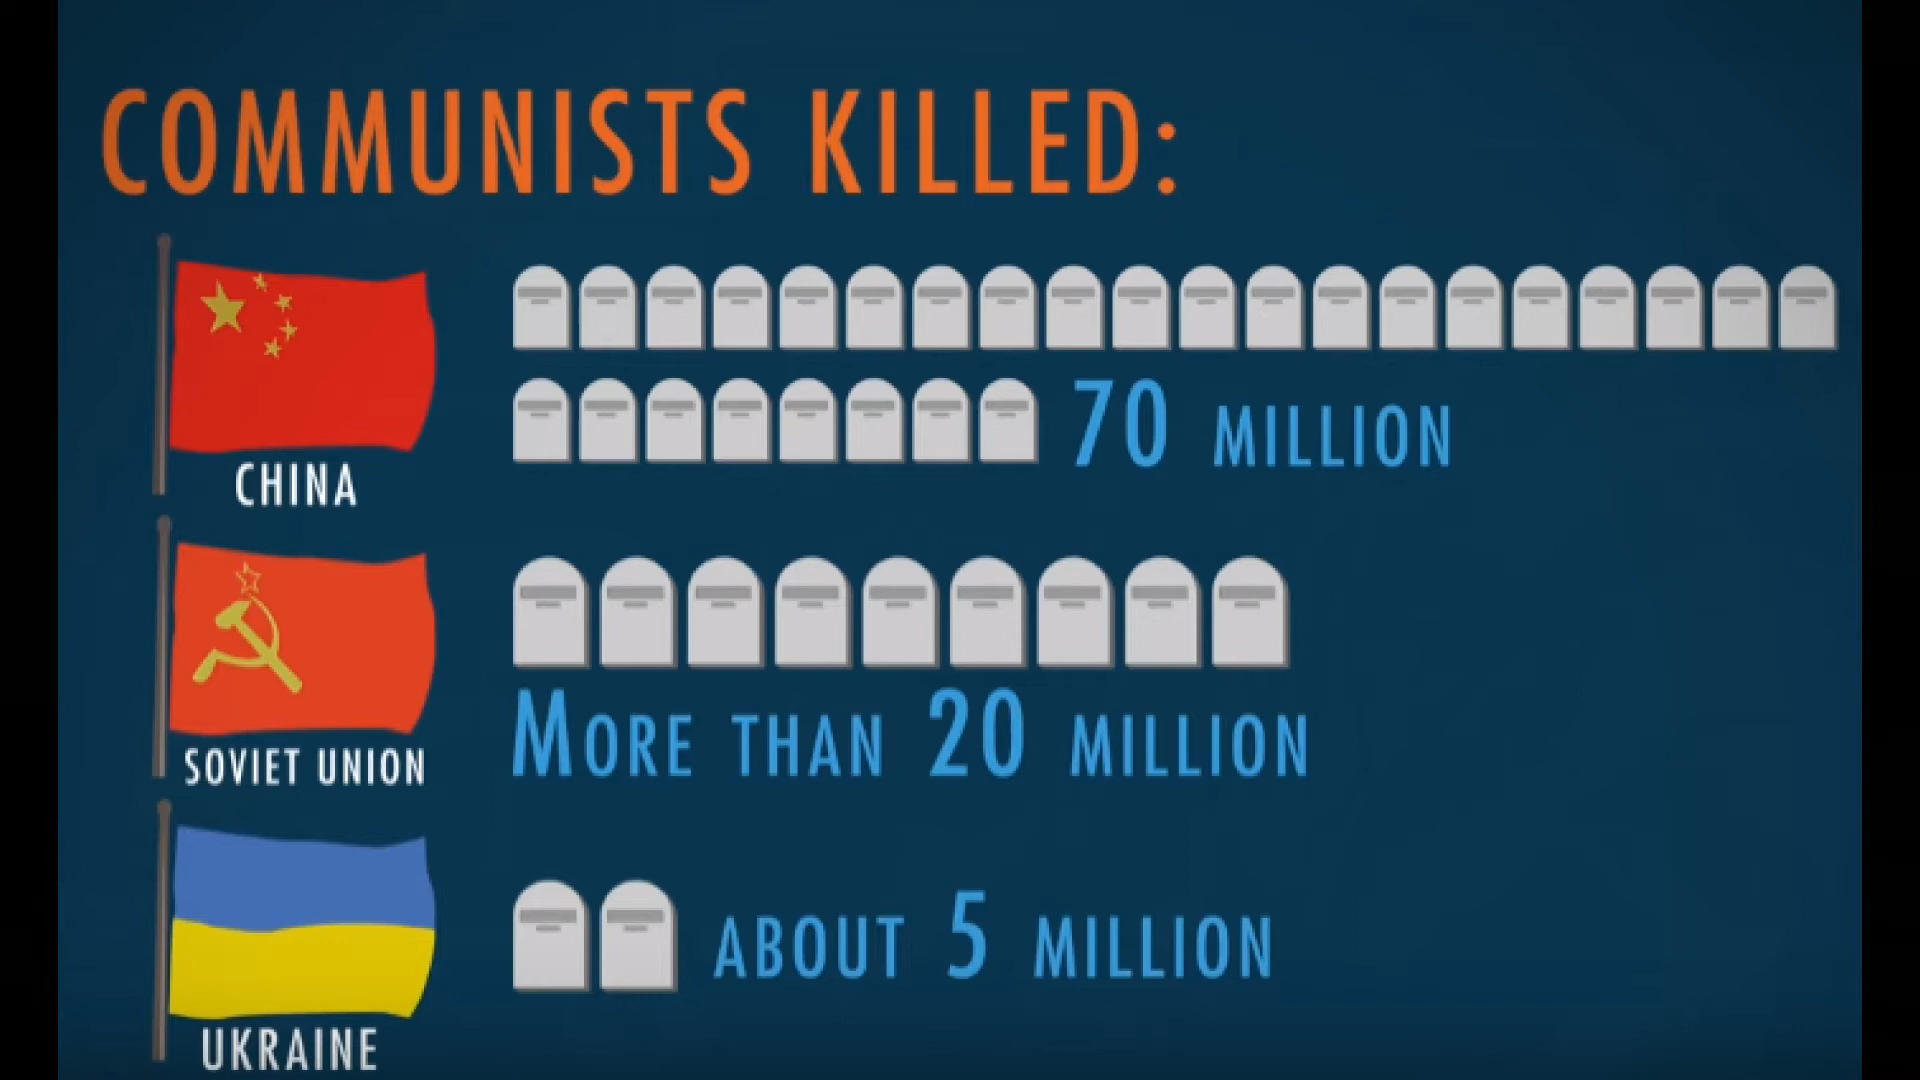 COMMUNISTS KILLED:
70 MILLION
CHINA
MORE THAN 20 MILLION
SOVIET UNION
ABOUT 5 MILLION
UKRAINE